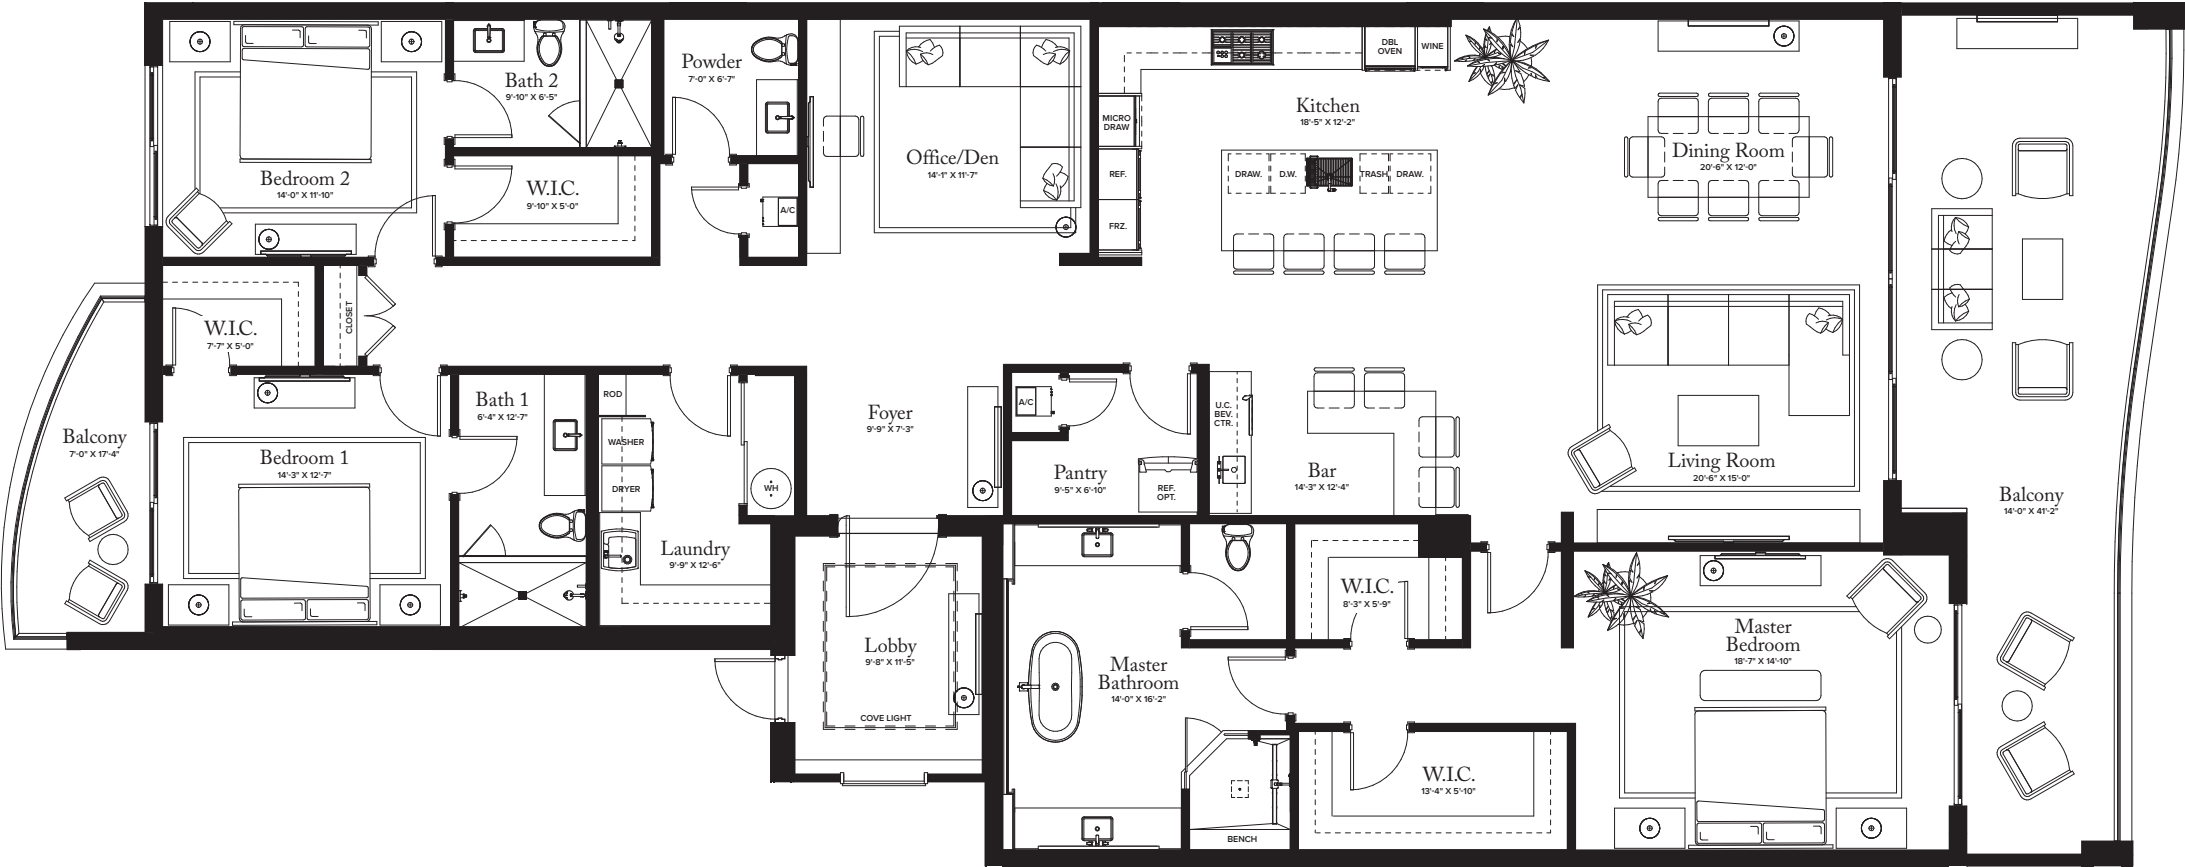 Bedroom 2
14'-0" X 11'-10"
Bath 2
9'-10" X 6'-5"
W.I.C.
9'-10" X 5'-0"
Powder
7'-0" X 6'-7"
A/C
Office/Den
14'-1" X 11'-7"
MICRO
DRAW
REF.
FRZ.
DBL
OVEN
WINE
Kitchen
18'-5" X 12'-2"
DRAW.
D.W.
TRASH
DRAW.
Dining Room
20'-6" X 12'-0"
W.I.C.
7'-7" X 5'-0"
CLOSET
Balcony
7'-0" X 17'-4"
Bedroom 1
14'-3" X 12'-7"
Bath 1
6'-4" X 12'-7"
ROD
WASHER
DRYER
WH
Laundry
9'-9" X 12'-6"
Foyer
9'-9" X 7'-3"
A/C
Pantry
9'-5" X 6'-10"
REF.
OPT.
U.C.
BEV.
CTR.
Bar
14'-3" X 12'-4"
Living Room
20'-6" X 15'-0"
Balcony
14'-0" X 41'-2"
Lobby
9'-8" X 11'-5"
COVE LIGHT
Master
Bathroom
14'-0" X 16'-2"
BENCH
W.I.C.
8'-3" X 5'-9"
W.I.C.
13'-4" X 5'-10"
Master
Bedroom
18'-7" X 14'-10"